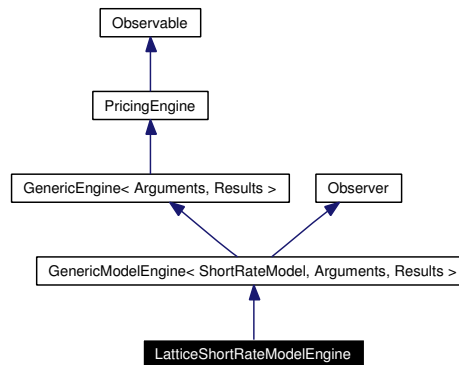 Observable
PricingEngine
GenericEngine< Arguments, Results >
Observer
GenericModelEngine< ShortRateModel, Arguments, Results >
LatticeShortRateModelEngine